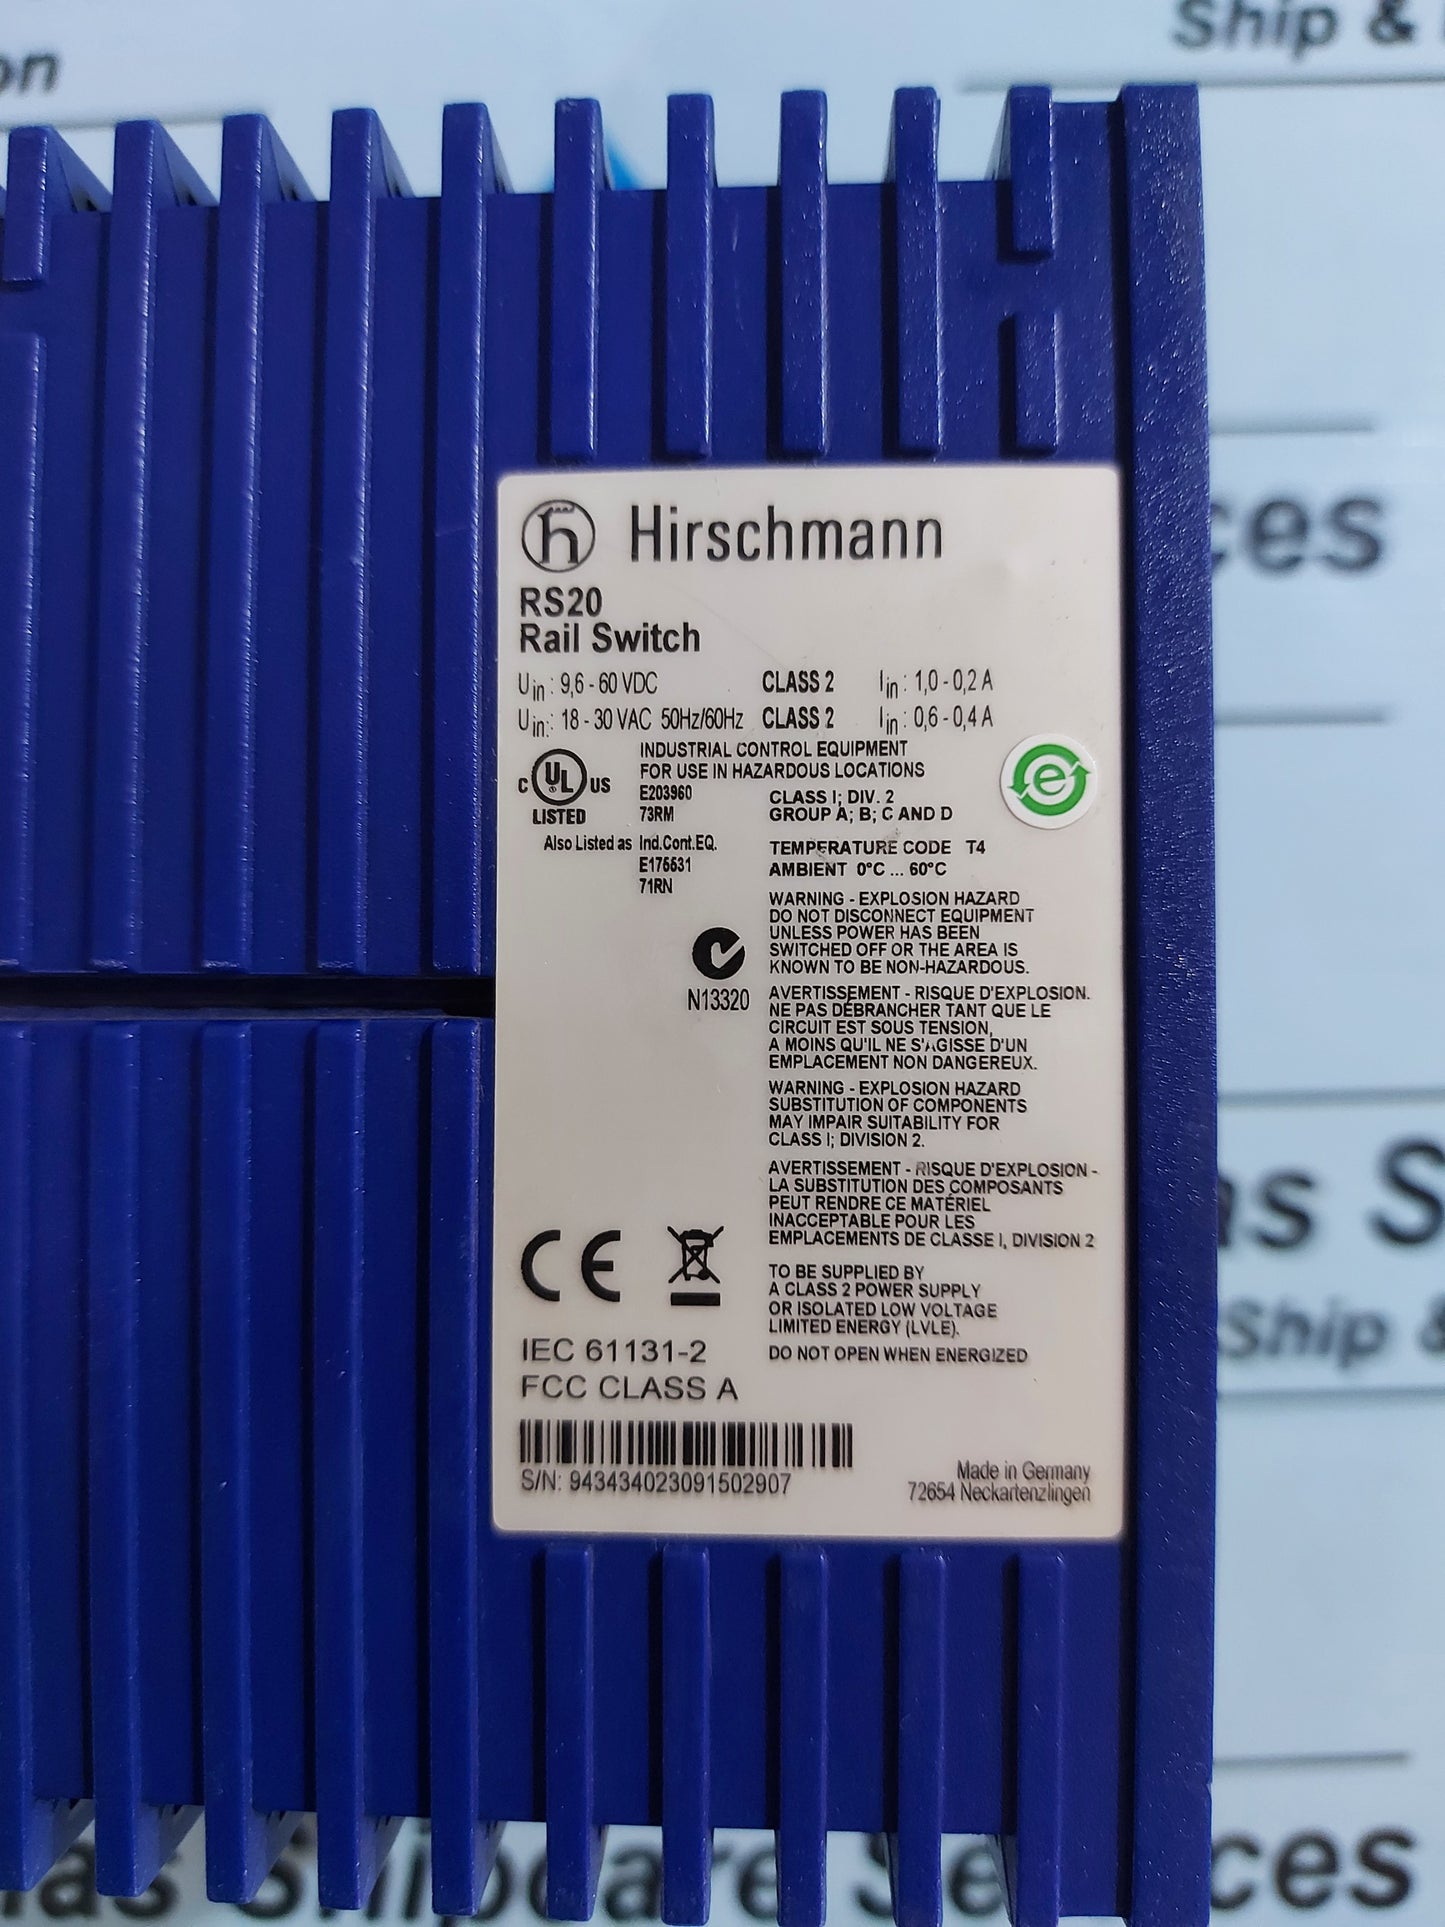 on
Ship &
ces
Hirschmann
RS20
Rail Switch
Uin : 9,6 - 60 VDC CLASS 2 Iin : 1,0 - 0,2 A
Uin : 18 - 30 VAC 50Hz/60Hz CLASS 2 Iin : 0,6 - 0,4 A
INDUSTRIAL CONTROL EQUIPMENT
FOR USE IN HAZARDOUS LOCATIONS
C UL US
LISTED
E203960
73RM
Also Listed as Ind.Cont.EQ.
E175531
71RN
CLASS I; DIV. 2
GROUP A; B; C AND D
e
TEMPERATURE CODE T4
AMBIENT 0°C ... 60°C
WARNING - EXPLOSION HAZARD
DO NOT DISCONNECT EQUIPMENT
UNLESS POWER HAS BEEN
SWITCHED OFF OR THE AREA IS
KNOWN TO BE NON-HAZARDOUS.
N13320
AVERTISSEMENT - RISQUE D'EXPLOSION.
NE PAS DÉBRANCHER TANT QUE LE
CIRCUIT EST SOUS TENSION,
A MOINS QU'IL NE S'AGISSE D'UN
EMPLACEMENT NON DANGEREUX.
WARNING - EXPLOSION HAZARD
SUBSTITUTION OF COMPONENTS
MAY IMPAIR SUITABILITY FOR
CLASS I; DIVISION 2.
AVERTISSEMENT - RISQUE D'EXPLOSION -
LA SUBSTITUTION DES COMPOSANTS
PEUT RENDRE CE MATÉRIEL
INACCEPTABLE POUR LES
EMPLACEMENTS DE CLASSE I, DIVISION 2
TO BE SUPPLIED BY
A CLASS 2 POWER SUPPLY
OR ISOLATED LOW VOLTAGE
LIMITED ENERGY (LVLE).
DO NOT OPEN WHEN ENERGIZED
CE
IEC 61131-2
FCC CLASS A
S/N: 943434023091502907
Made in Germany
72654 Neckartenzlingen
as S
Ship &
as Shipcare Services